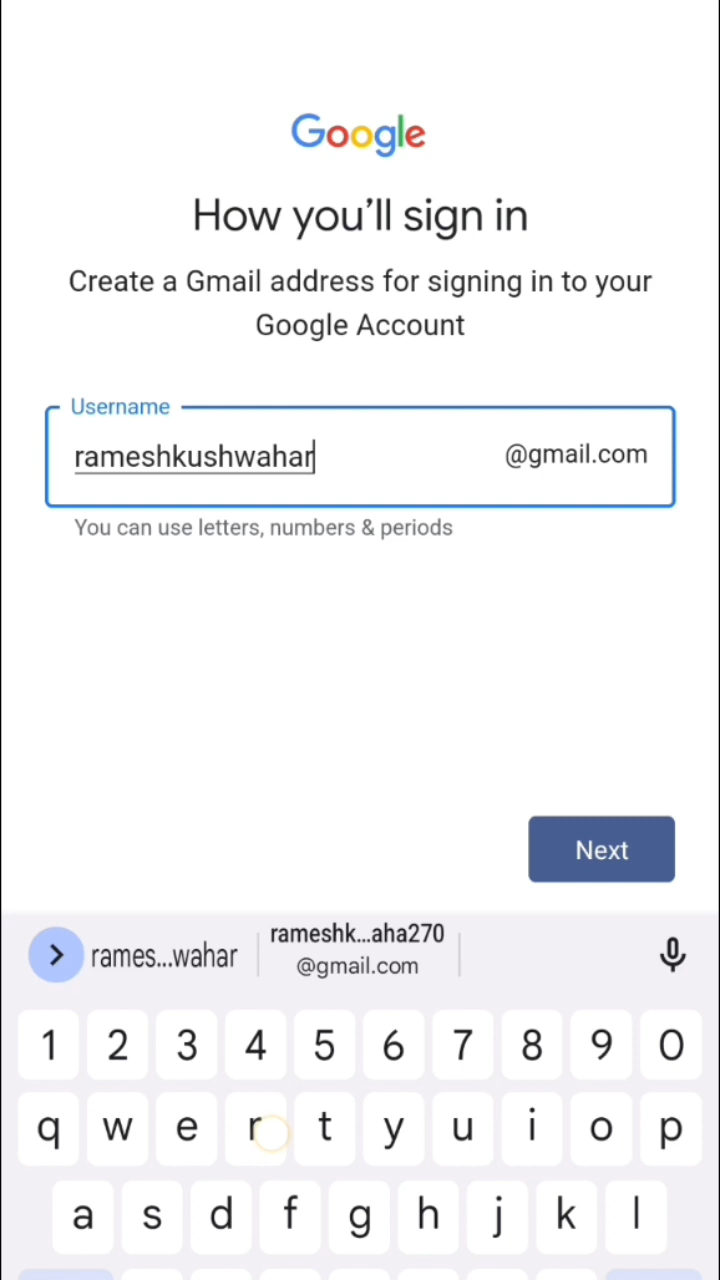 Google
How you'll sign in
Create a Gmail address for signing in to your
Google Account
Username
rameshkushwahar
@gmail.com
You can use letters, numbers & periods
Next
rames...wahar
rameshk...aha270
@gmail.com
1 2 3 4 5 6 7 8 9 0
q w e r t y u i o p
a s d f g h j k l